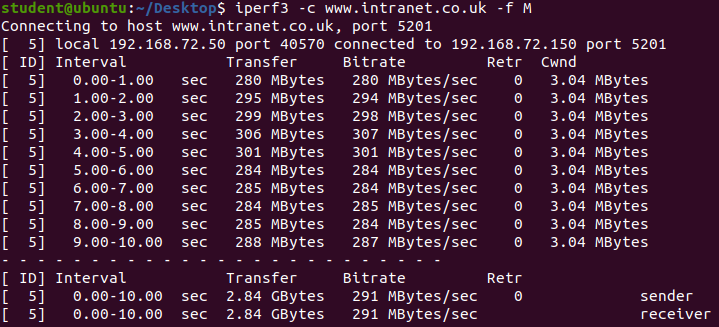 student@ubuntu:~/Desktop$ iperf3 -c www.intranet.co.uk -f M
Connecting to host www.intranet.co.uk, port 5201
[  5] local 192.168.72.50 port 40570 connected to 192.168.72.150 port 5201
[ ID] Interval           Transfer     Bitrate         Retr  Cwnd
[  5]   0.00-1.00   sec   280 MBytes   280 MBytes/sec    0   3.04 MBytes
[  5]   1.00-2.00   sec   295 MBytes   294 MBytes/sec    0   3.04 MBytes
[  5]   2.00-3.00   sec   299 MBytes   298 MBytes/sec    0   3.04 MBytes
[  5]   3.00-4.00   sec   306 MBytes   307 MBytes/sec    0   3.04 MBytes
[  5]   4.00-5.00   sec   301 MBytes   301 MBytes/sec    0   3.04 MBytes
[  5]   5.00-6.00   sec   284 MBytes   284 MBytes/sec    0   3.04 MBytes
[  5]   6.00-7.00   sec   285 MBytes   284 MBytes/sec    0   3.04 MBytes
[  5]   7.00-8.00   sec   284 MBytes   285 MBytes/sec    0   3.04 MBytes
[  5]   8.00-9.00   sec   285 MBytes   284 MBytes/sec    0   3.04 MBytes
[  5]   9.00-10.00  sec   288 MBytes   287 MBytes/sec    0   3.04 MBytes
- - - - - - - - - - - - - - - - - - - - - - - - -
[ ID] Interval           Transfer     Bitrate         Retr
[  5]   0.00-10.00  sec  2.84 GBytes   291 MBytes/sec    0             sender
[  5]   0.00-10.00  sec  2.84 GBytes   291 MBytes/sec                  receiver